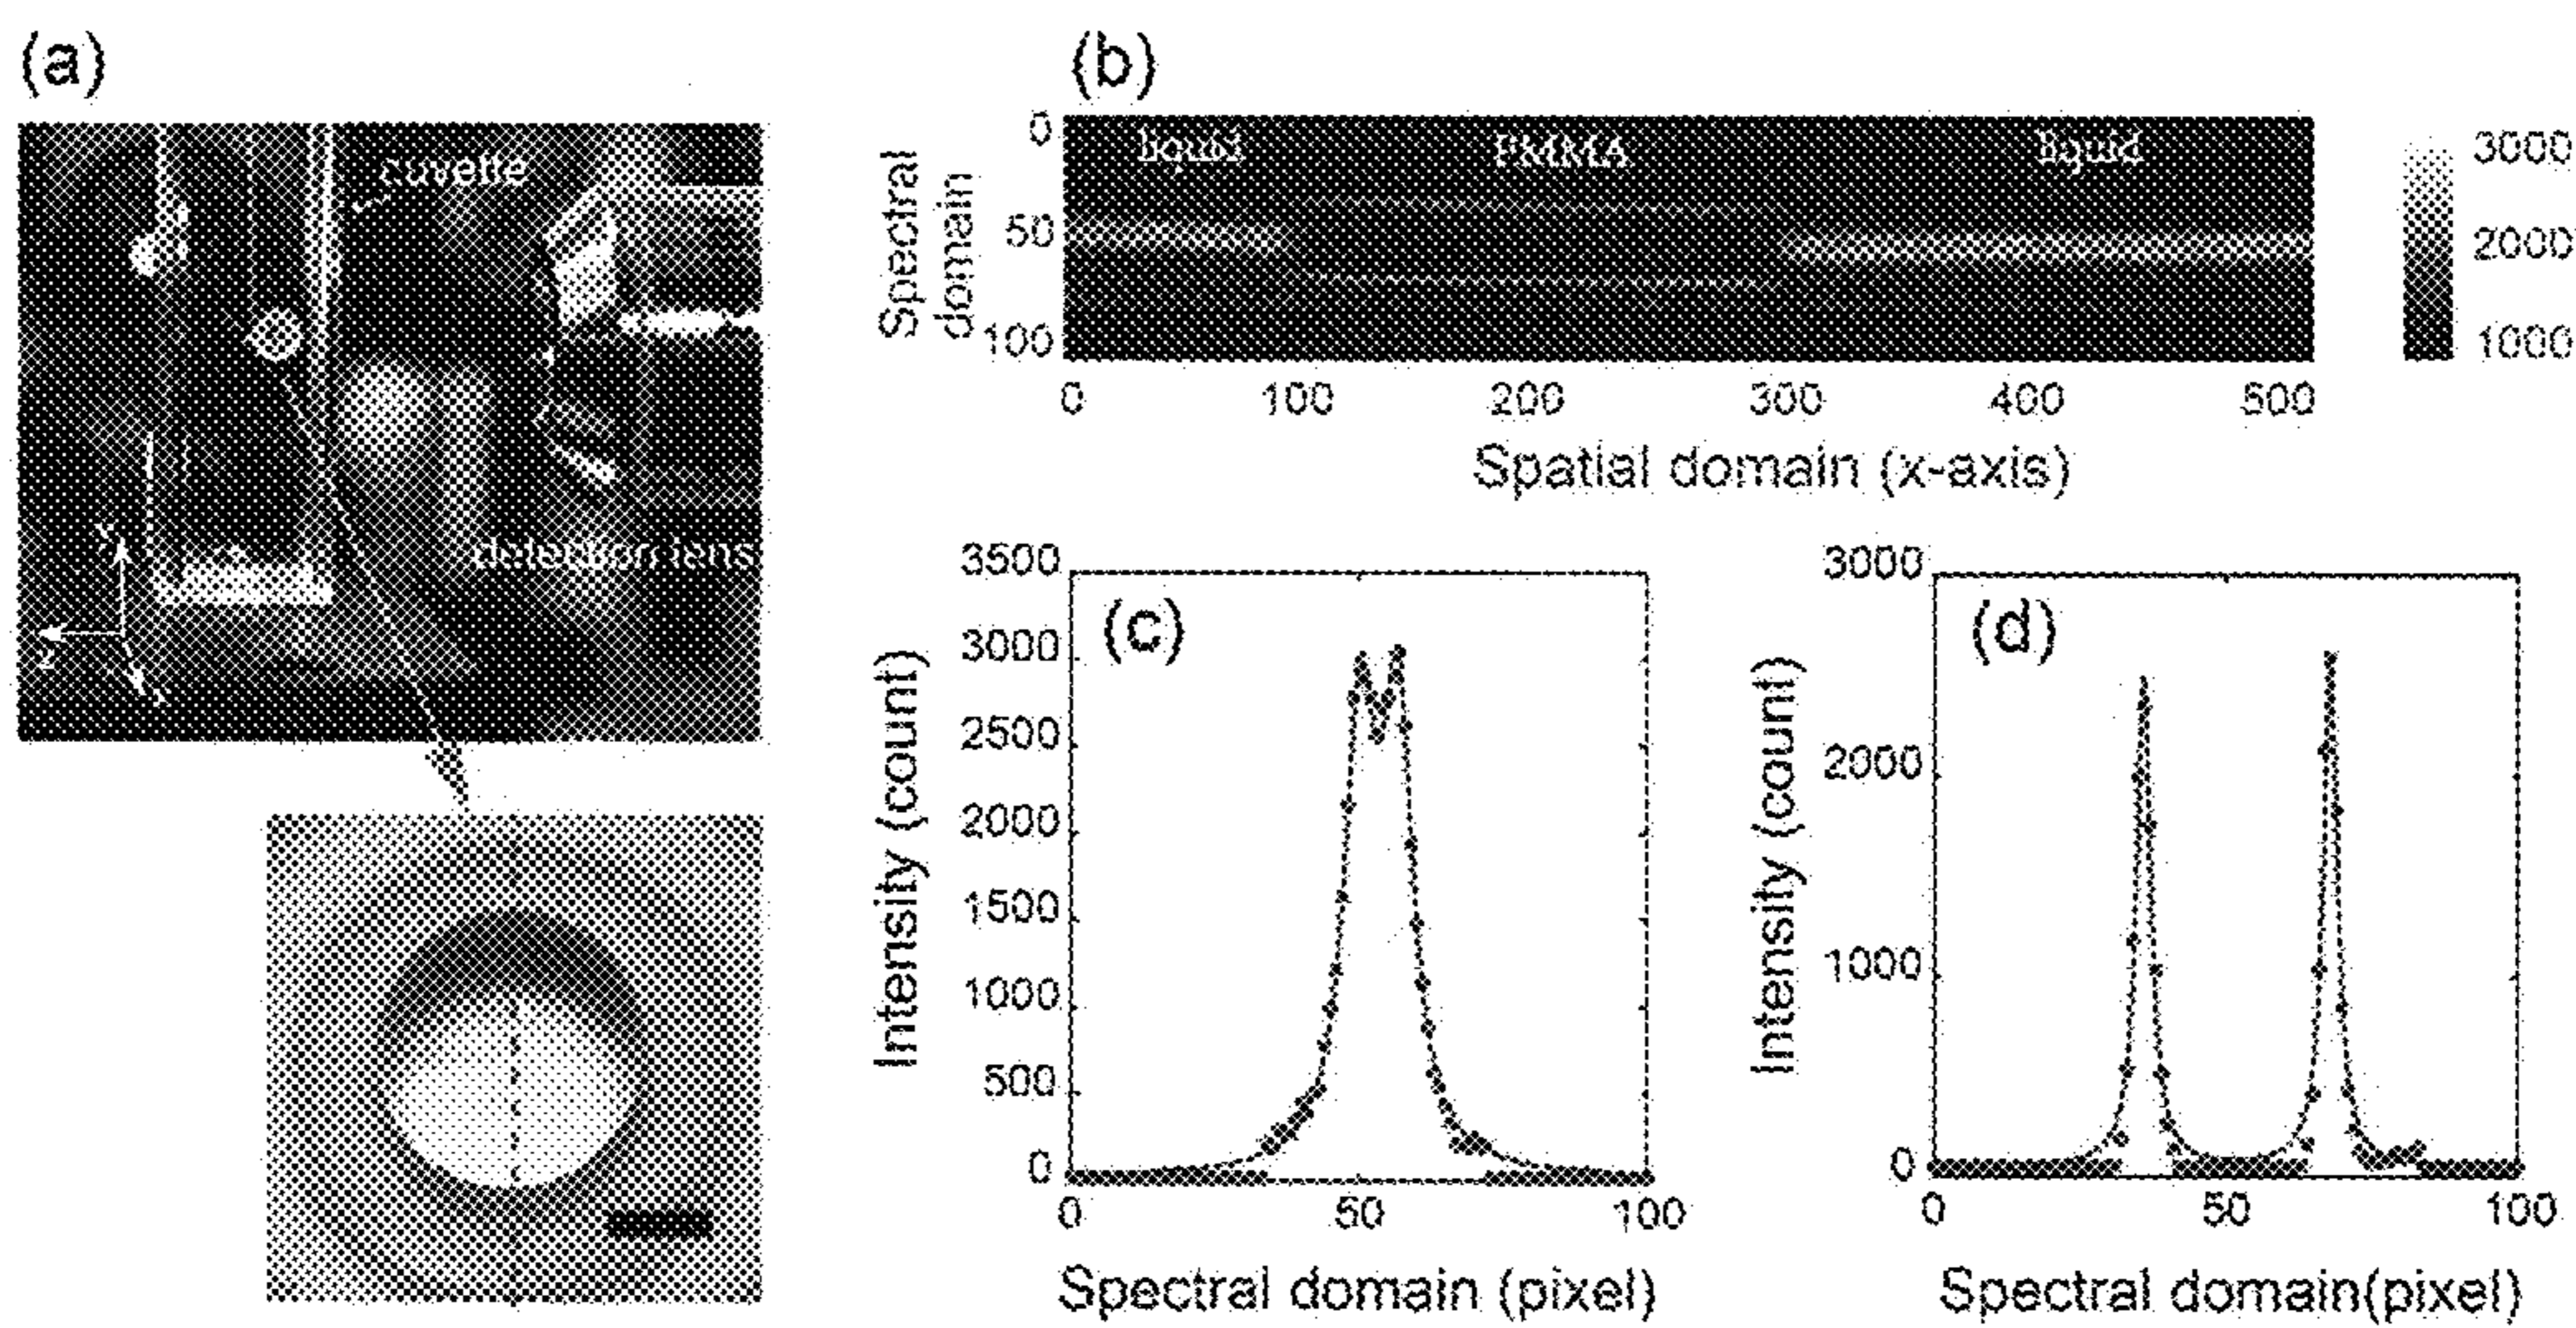 (a)
cuvette
detection lens
y
z
x
(b)
Spectral
domain
0
50
100
liquid
PMMA
liquid
3000
2000
1000
0
100
200
300
400
500
Spatial domain (x-axis)
(c)
Intensity (count)
3500
3000
2500
2000
1500
1000
500
0
0
50
100
Spectral domain (pixel)
(d)
Intensity (count)
3000
2000
1000
0
0
50
100
Spectral domain(pixel)